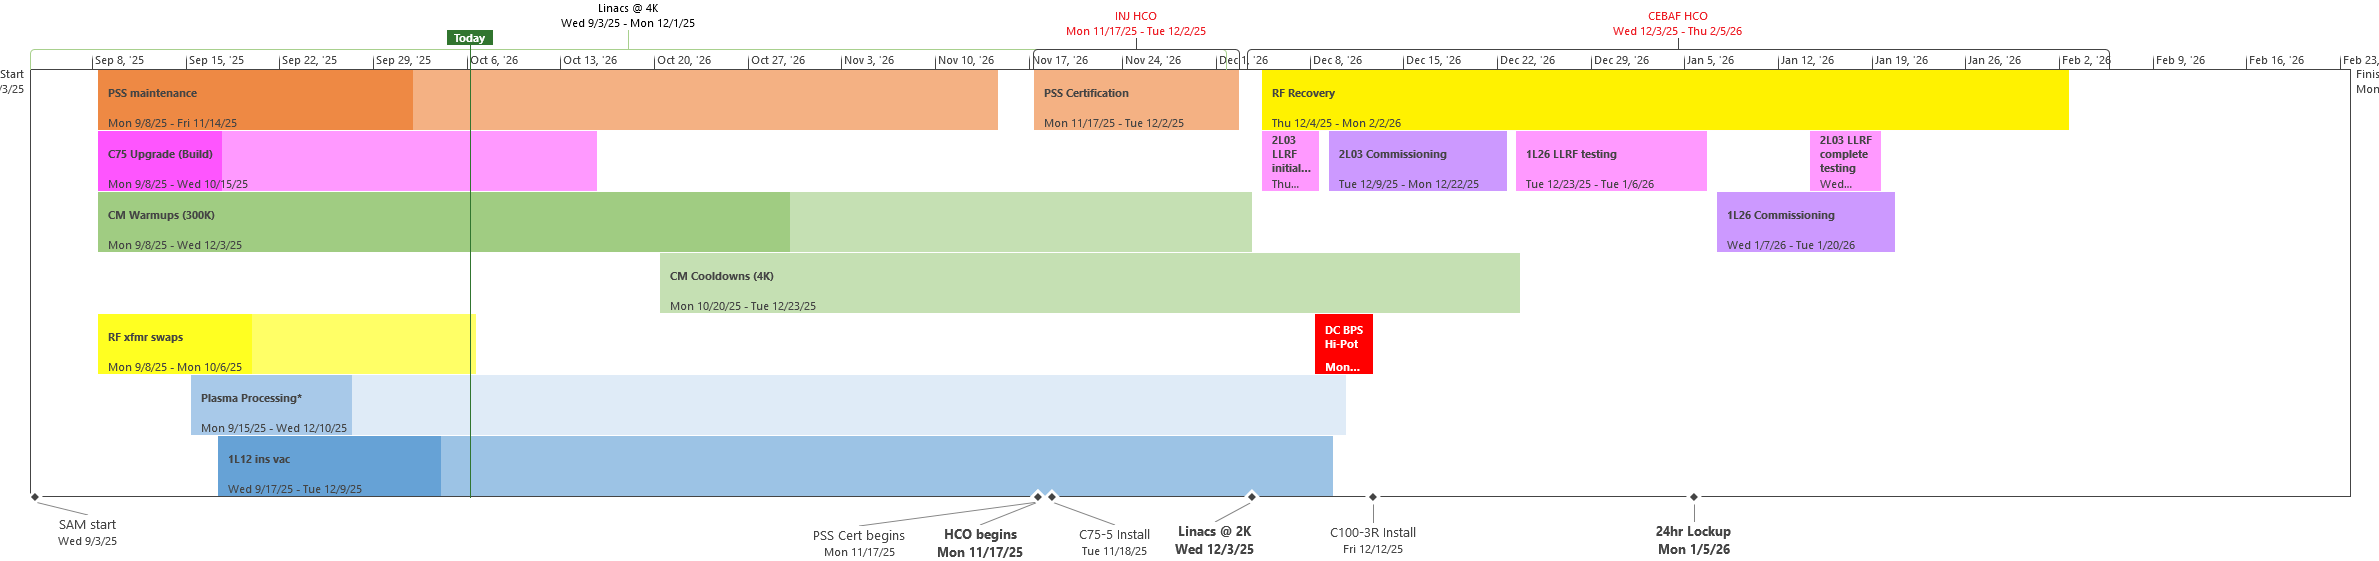 Linacs @ 4K
Wed 9/3/25 - Mon 12/1/25
INJ HCO
Mon 11/17/25 - Tue 12/2/25
CEBAF HCO
Wed 12/3/25 - Thu 2/5/26
Today
Sep 8, '25
Sep 15, '25
Sep 22, '25
Sep 29, '25
Oct 6, '26
Oct 13, '26
Oct 20, '26
Oct 27, '26
Nov 3, '26
Nov 10, '26
Nov 17, '26
Nov 24, '26
Dec 1, '26
Dec 8, '26
Dec 15, '26
Dec 22, '26
Dec 29, '26
Jan 5, '26
Jan 12, '26
Jan 19, '26
Jan 26, '26
Feb 2, '26
Feb 9, '26
Feb 16, '26
Feb 23,
Start
/3/25
Finis
Mon
PSS maintenance
Mon 9/8/25 - Fri 11/14/25
PSS Certification
Mon 11/17/25 - Tue 12/2/25
RF Recovery
Thu 12/4/25 - Mon 2/2/26
C75 Upgrade (Build)
Mon 9/8/25 - Wed 10/15/25
2L03
LLRF
initial...
Thu...
2L03 Commissioning
Tue 12/9/25 - Mon 12/22/25
1L26 LLRF testing
Tue 12/23/25 - Tue 1/6/26
2L03 LLRF
complete
testing
Wed...
CM Warmups (300K)
Mon 9/8/25 - Wed 12/3/25
1L26 Commissioning
Wed 1/7/26 - Tue 1/20/26
CM Cooldowns (4K)
Mon 10/20/25 - Tue 12/23/25
RF xfmr swaps
Mon 9/8/25 - Mon 10/6/25
DC BPS
Hi-Pot
Mon...
Plasma Processing*
Mon 9/15/25 - Wed 12/10/25
1L12 ins vac
Wed 9/17/25 - Tue 12/9/25
SAM start
Wed 9/3/25
PSS Cert begins
Mon 11/17/25
HCO begins
Mon 11/17/25
C75-5 Install
Tue 11/18/25
Linacs @ 2K
Wed 12/3/25
C100-3R Install
Fri 12/12/25
24hr Lockup
Mon 1/5/26